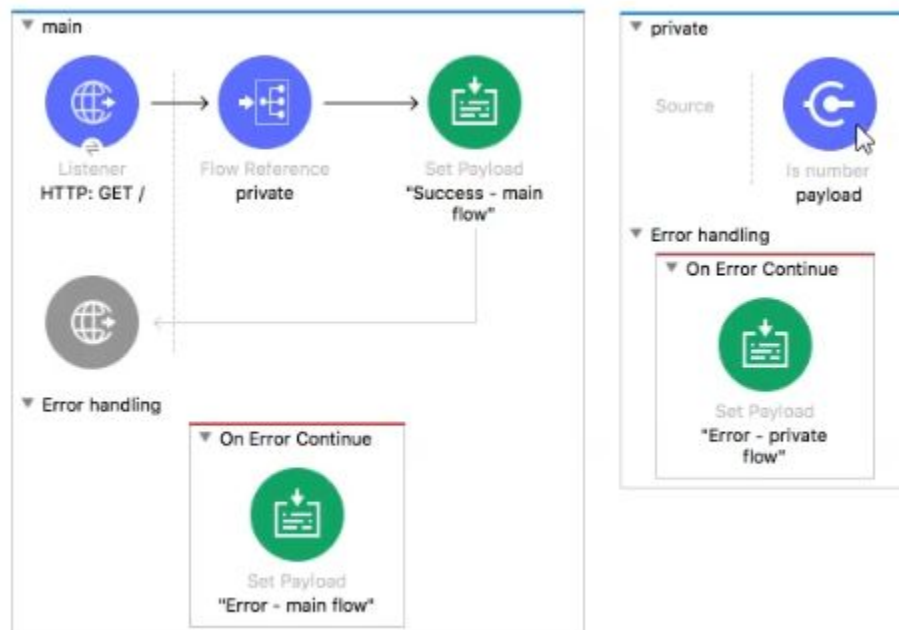 main
Listener
HTTP: GET /
Flow Reference
private
Set Payload
"Success - main
flow"
Error handling
On Error Continue
Set Payload
"Error - main flow"
private
Source
Is number
payload
Error handling
On Error Continue
Set Payload
"Error - private
flow"